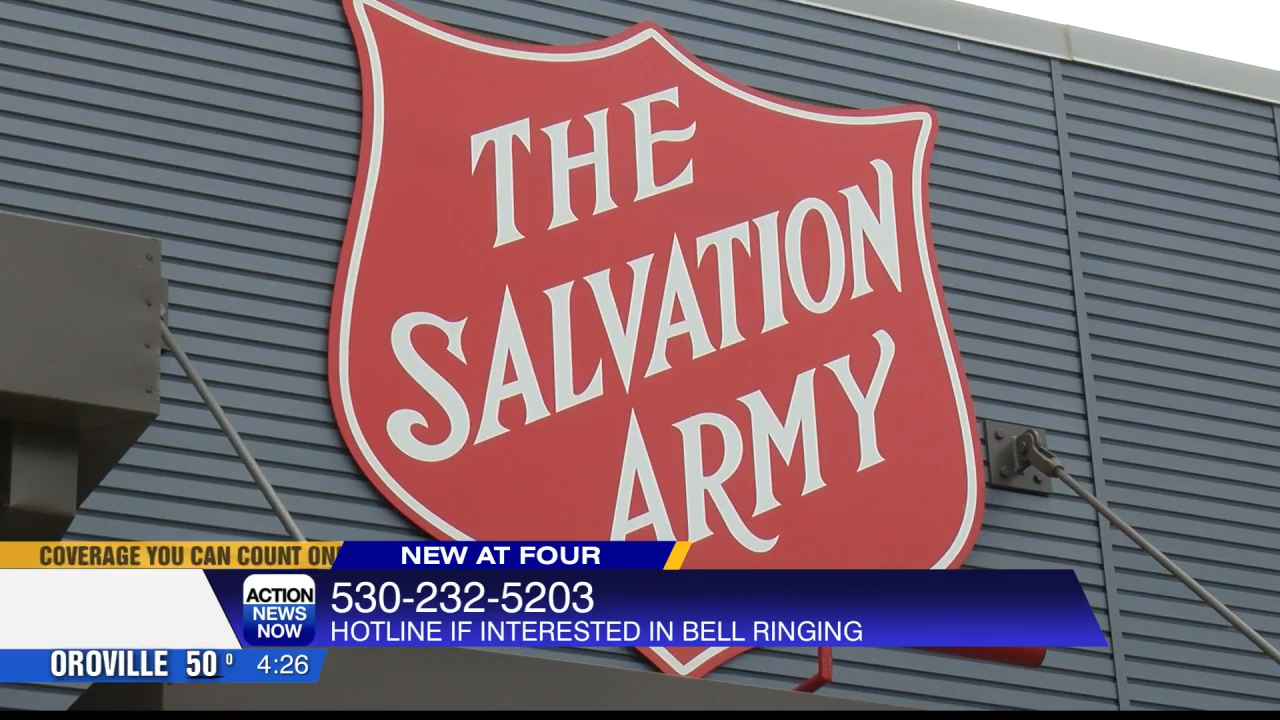 THE
SALVATION
ARMY
COVERAGE YOU CAN COUNT ON
NEW AT FOUR
ACTION
NEWS
NOW
530-232-5203
HOTLINE IF INTERESTED IN BELL RINGING
OROVILLE 50° 4:26